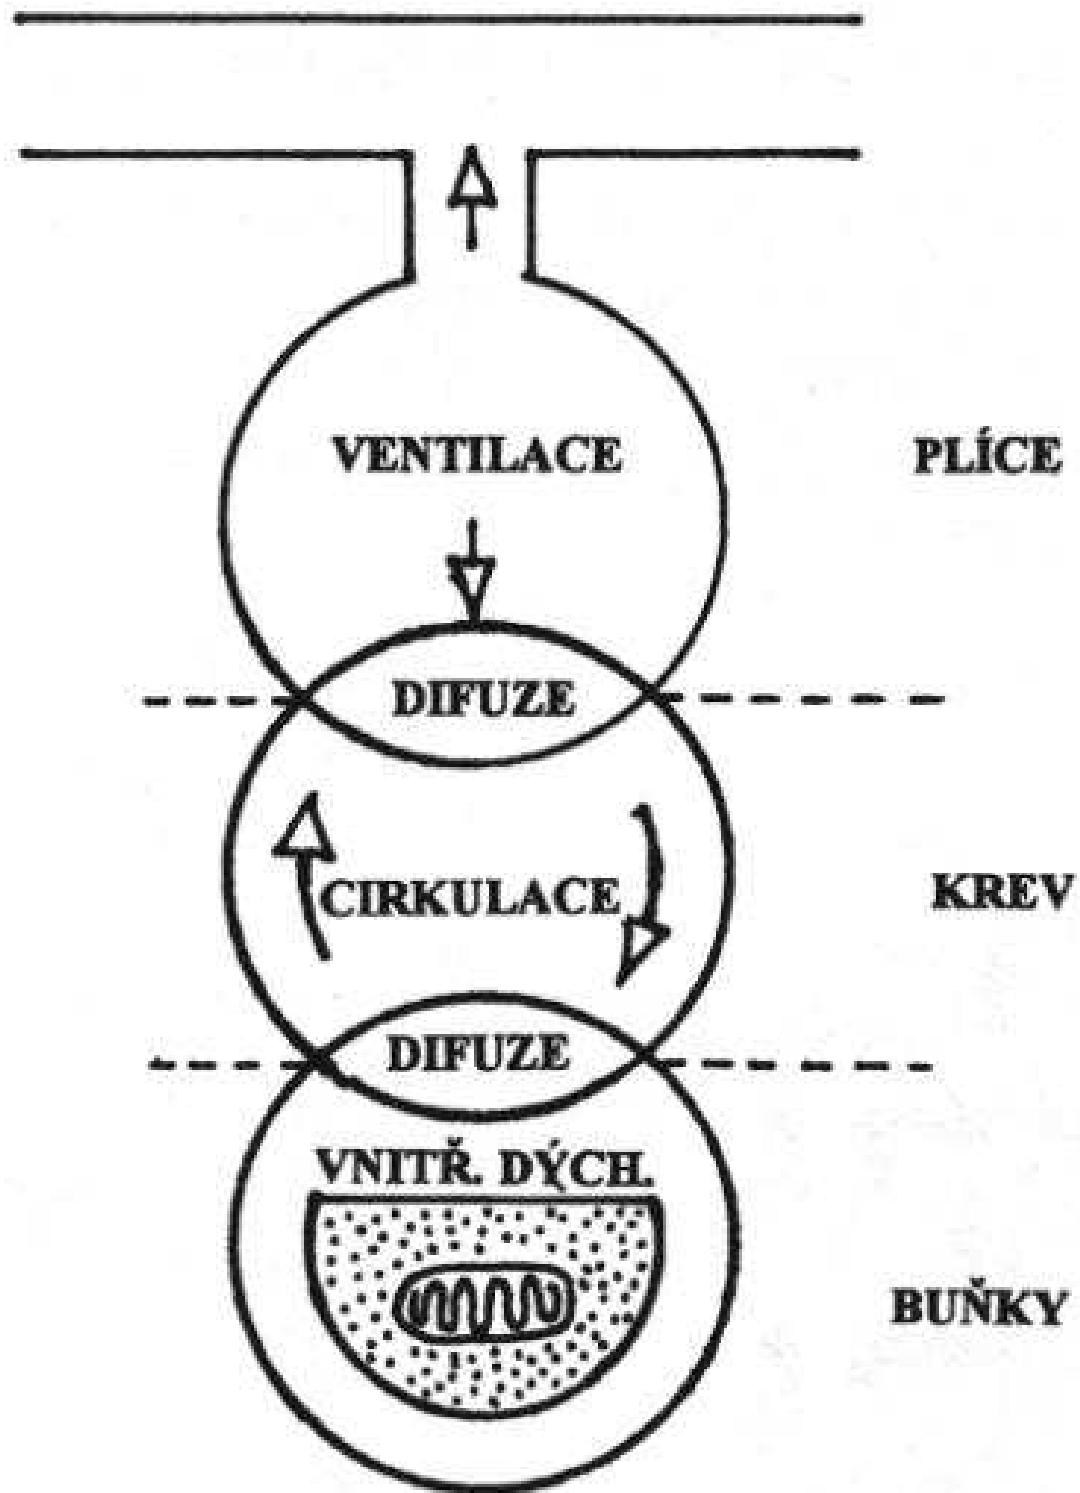 VENTILACE
PLÍCE
DIFUZE
CIRKULACE
KREV
DIFUZE
VNITŘ. DÝCH.
BUŇKY